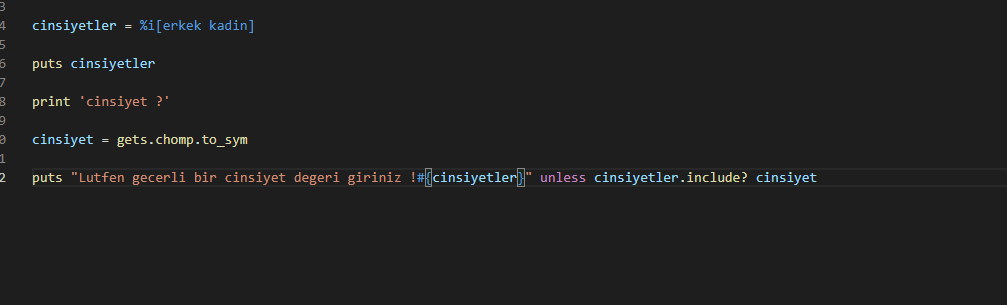 3
4 cinsiyetler = %i[erkek kadin]
5
6 puts cinsiyetler
7
8 print 'cinsiyet ?'
9
0 cinsiyet = gets.chomp.to_sym
1
2 puts "Lutfen gecerli bir cinsiyet degeri giriniz !#{cinsiyetler}" unless cinsiyetler.include? cinsiyet